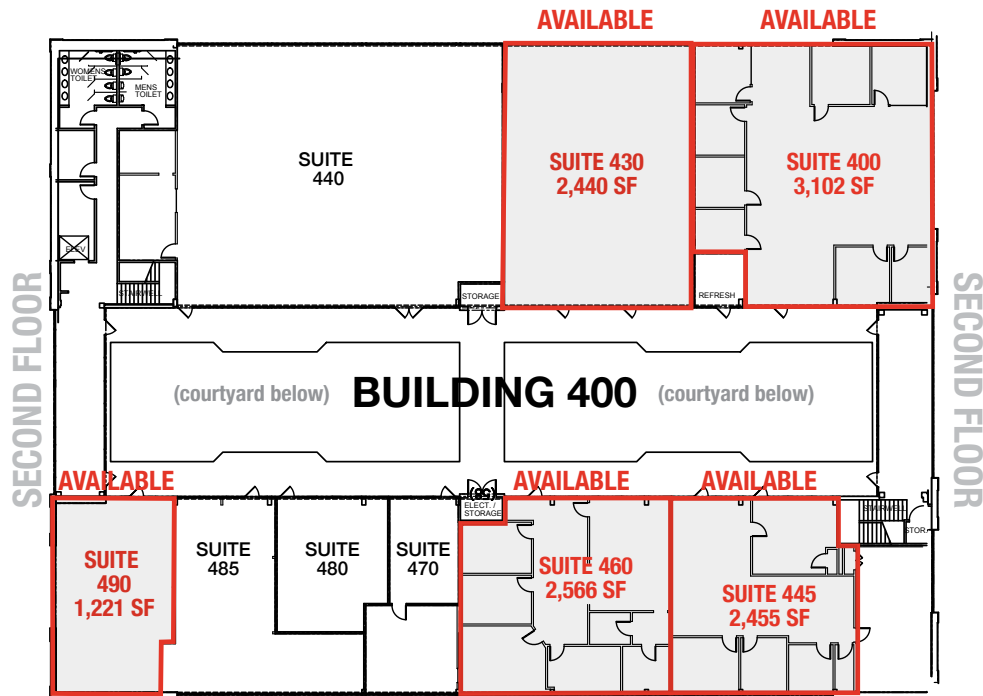 AVAILABLE
AVAILABLE
WOMENS
TOILET
MENS
TOILET
SUITE
440
SUITE 430
2,440 SF
SUITE 400
3,102 SF
ELEV
STAIRWELL
STORAGE
REFRESH
SECOND FLOOR
SECOND FLOOR
(courtyard below)
BUILDING 400
(courtyard below)
AVAILABLE
AVAILABLE
AVAILABLE
ELECT. /
STORAGE
STAIRWELL
STOR.
SUITE
490
1,221 SF
SUITE
485
SUITE
480
SUITE
470
SUITE 460
2,566 SF
SUITE 445
2,455 SF